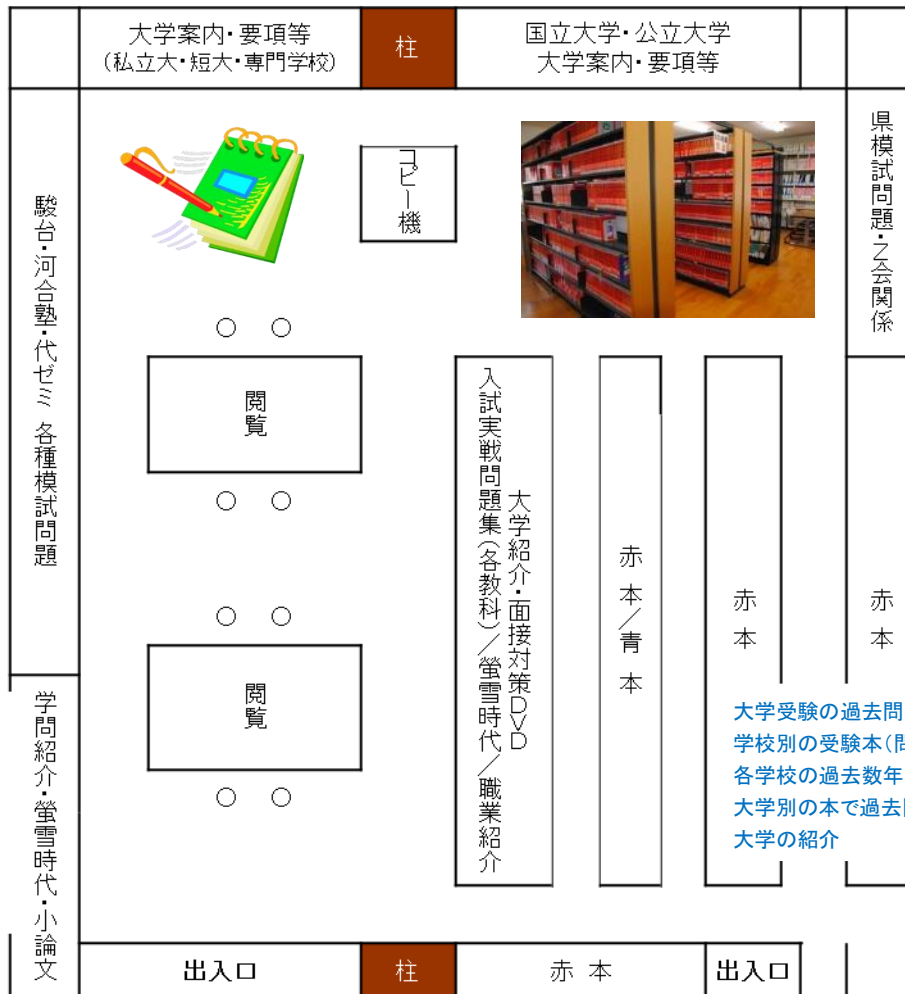 大学案内・要項等
(私立大・短大・専門学校)
柱
国立大学・公立大学
大学案内・要項等
コピー機
県模試問題・Z会関係
駿台・河合塾・代ゼミ 各種模試問題
閲覧
入試実戦問題集(各教科)/螢雪時代/職業紹介
大学紹介・面接対策DVD
赤本/青本
赤本
赤本
閲覧
学問紹介・螢雪時代・小論文
大学受験の過去問
学校別の受験本(問
各学校の過去数年
大学別の本で過去
大学の紹介
出入口
柱
赤本
出入口